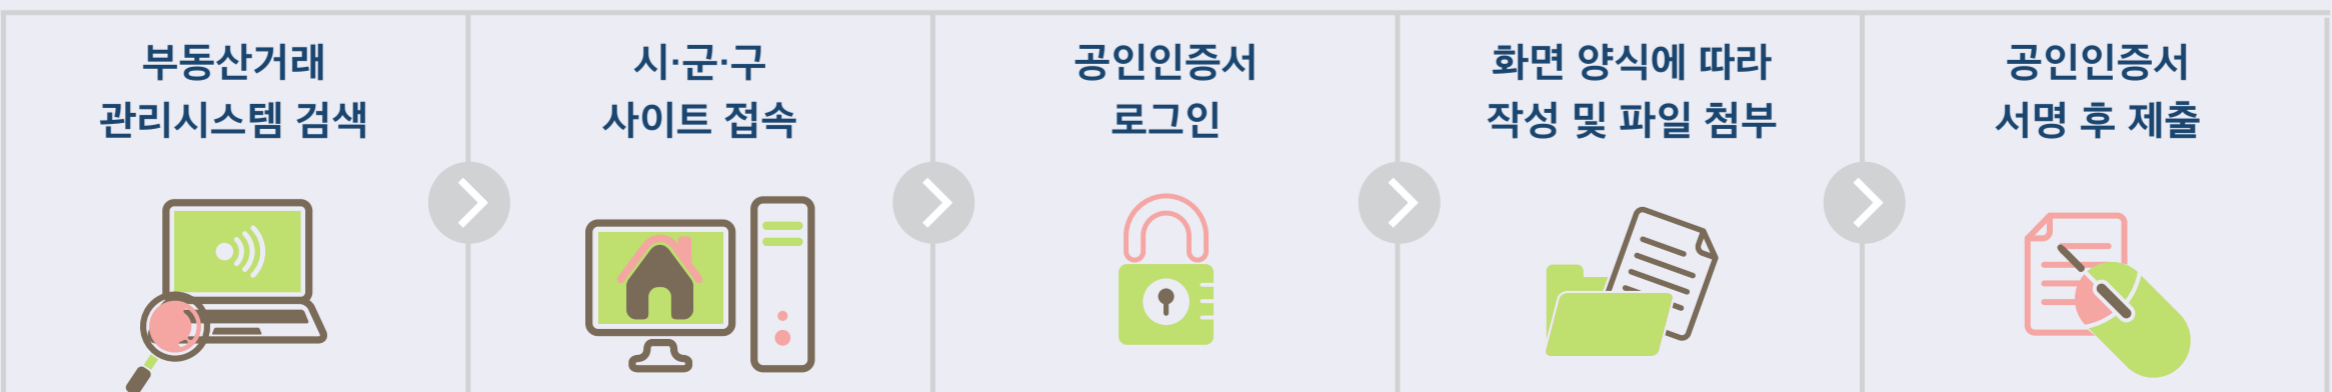 부동산거래
관리시스템 검색
시·군·구
사이트 접속
공인인증서
로그인
화면 양식에 따라
작성 및 파일 첨부
공인인증서
서명 후 제출